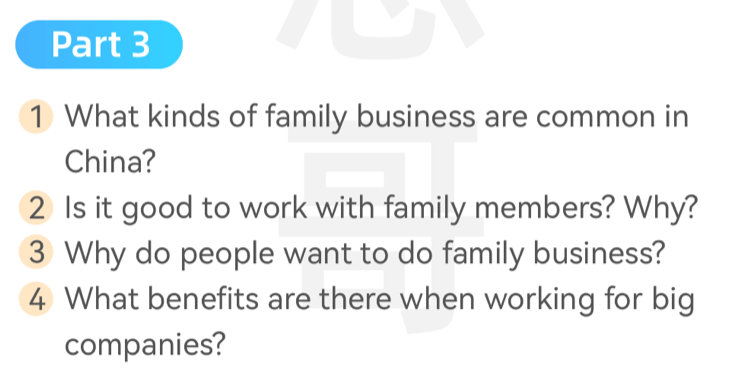 Part 3
1 What kinds of family business are common in
China?
2 Is it good to work with family members? Why?
3 Why do people want to do family business?
4 What benefits are there when working for big
companies?
哥